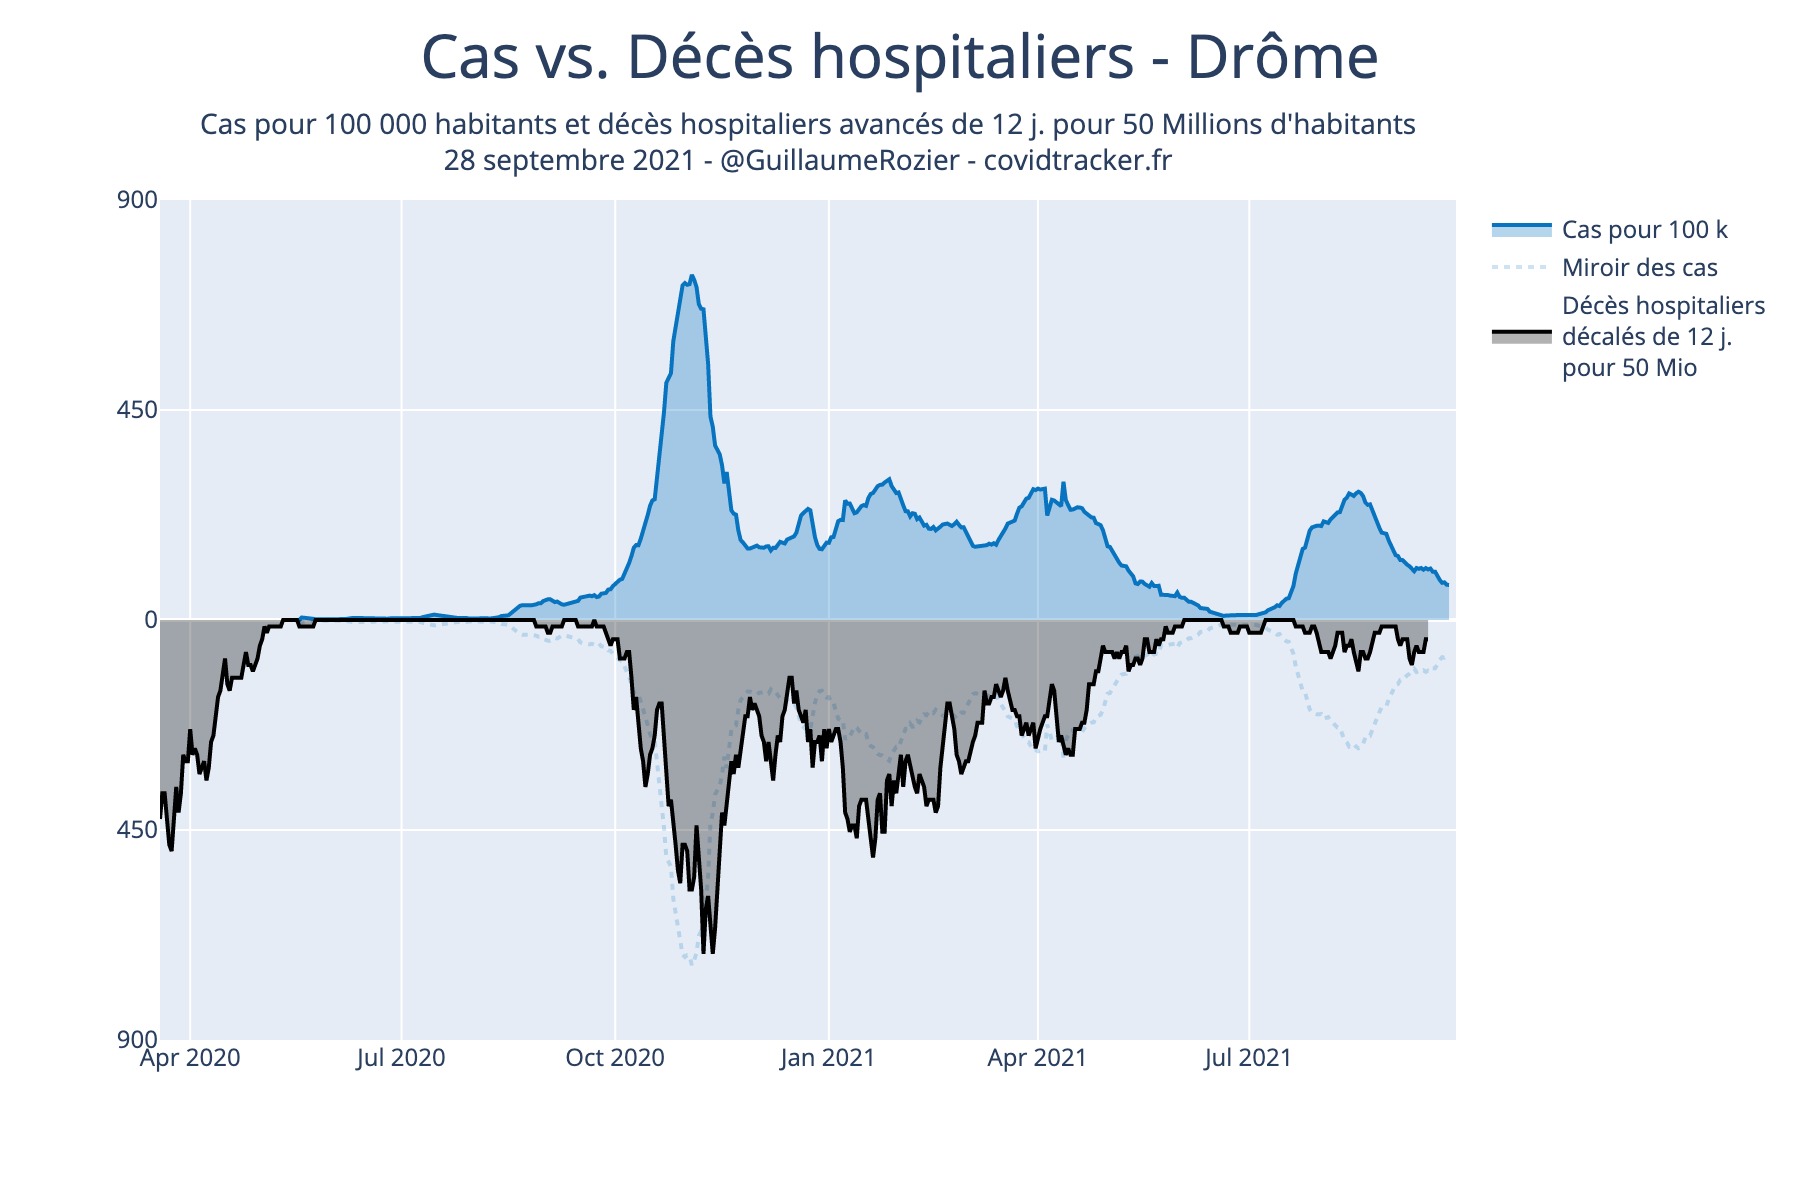 Cas vs. Décès hospitaliers - Drôme
Cas pour 100 000 habitants et décès hospitaliers avancés de 12 j. pour 50 Millions d'habitants
28 septembre 2021 - @GuillaumeRozier - covidtracker.fr
900
450
0
450
900
Apr 2020
Jul 2020
Oct 2020
Jan 2021
Apr 2021
Jul 2021
Cas pour 100 k
Miroir des cas
Décès hospitaliers
décalés de 12 j.
pour 50 Mio